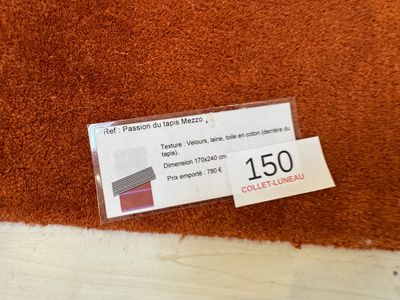 Ref : Passion du tapis Mezzo ,
Texture : Velours, laine, toile en coton (derrière du
tapis).
Dimension 170x240 cm
Prix emporté : 780 €
150
COLLET-LUNEAU